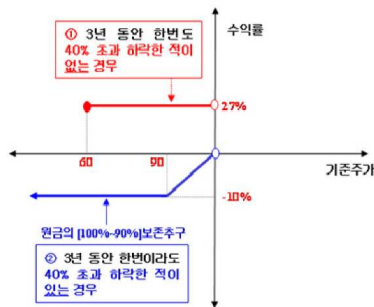 ① 3년 동안 한번도
40% 초과 하락한 적이
없는 경우
수익률
27%
60
90
기준주가
-10%
원금의 [100%~90%]보존추구
② 3년 동안 한번이라도
40% 초과 하락한 적이
있는 경우